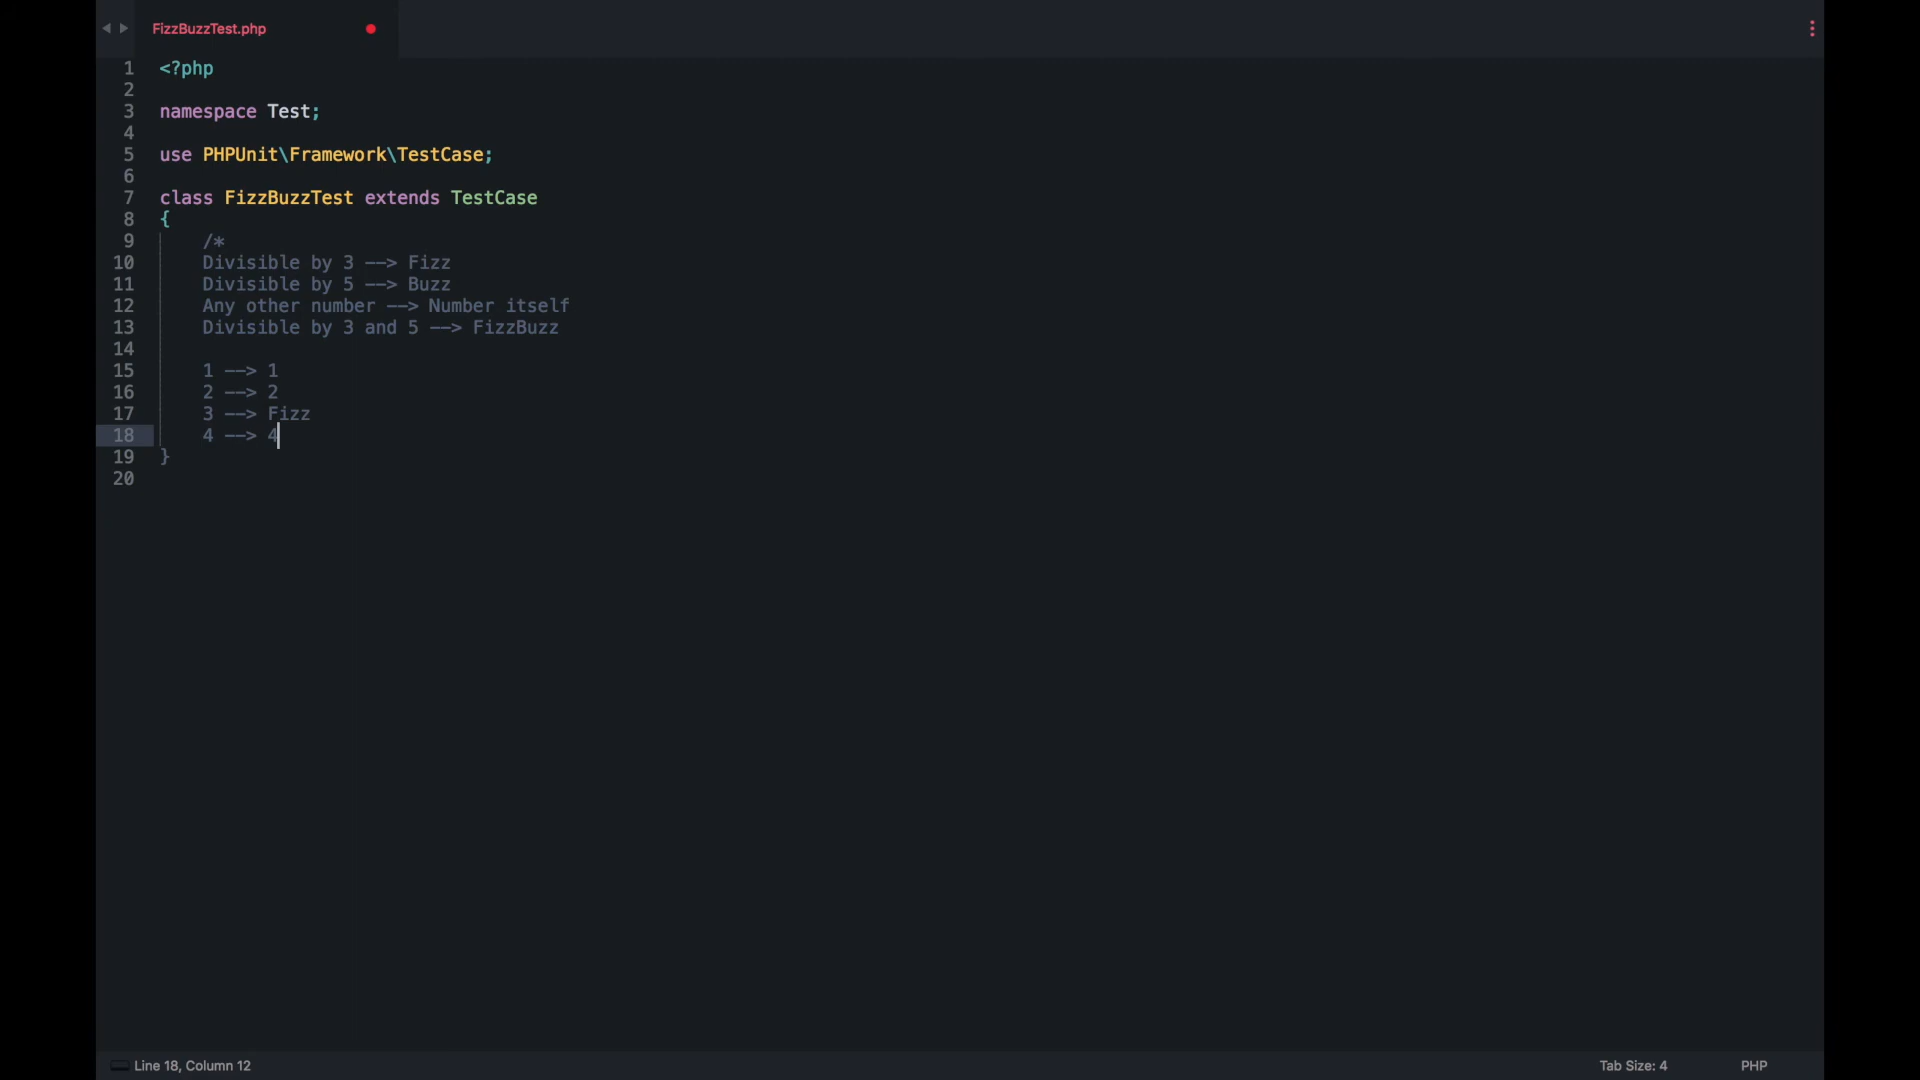 FizzBuzzTest.php
1 <?php
2
3 namespace Test;
4
5 use PHPUnit\Framework\TestCase;
6
7 class FizzBuzzTest extends TestCase
8 {
9 /*
10 Divisible by 3 --> Fizz
11 Divisible by 5 --> Buzz
12 Any other number --> Number itself
13 Divisible by 3 and 5 --> FizzBuzz
14
15 1 --> 1
16 2 --> 2
17 3 --> Fizz
18 4 --> 4
19 }
20
Line 18, Column 12 Tab Size: 4 PHP